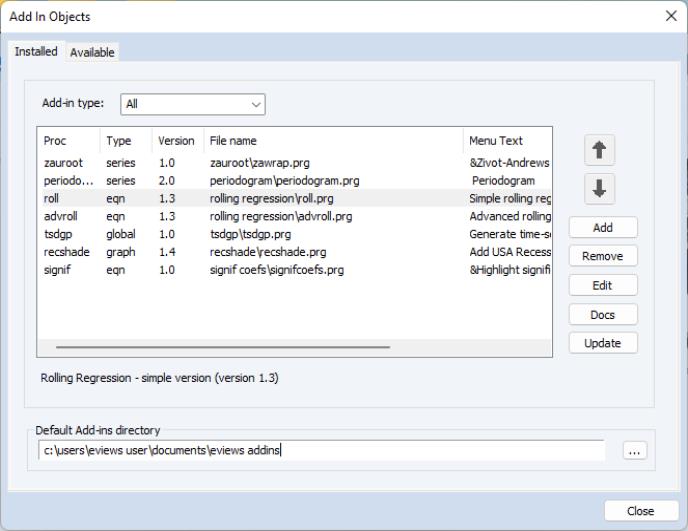 Add In Objects
Installed Available
Add-in type: All
Proc Type Version File name Menu Text
zauroot series 1.0 zauroot\zawrap.prg &Zivot-Andrews
periodo... series 2.0 periodogram\periodogram.prg Periodogram
roll eqn 1.3 rolling regression\roll.prg Simple rolling reg
advroll eqn 1.3 rolling regression\advroll.prg Advanced rolling
tsdgp global 1.0 tsdgp\tsdgp.prg Generate time-se
recshade graph 1.4 recshade\recshade.prg Add USA Recess
signif eqn 1.0 signif coefs\signifcoefs.prg &Highlight signifi
Add
Remove
Edit
Docs
Update
Rolling Regression - simple version (version 1.3)
Default Add-ins directory
c:\users\eviews user\documents\eviews addins
...
Close